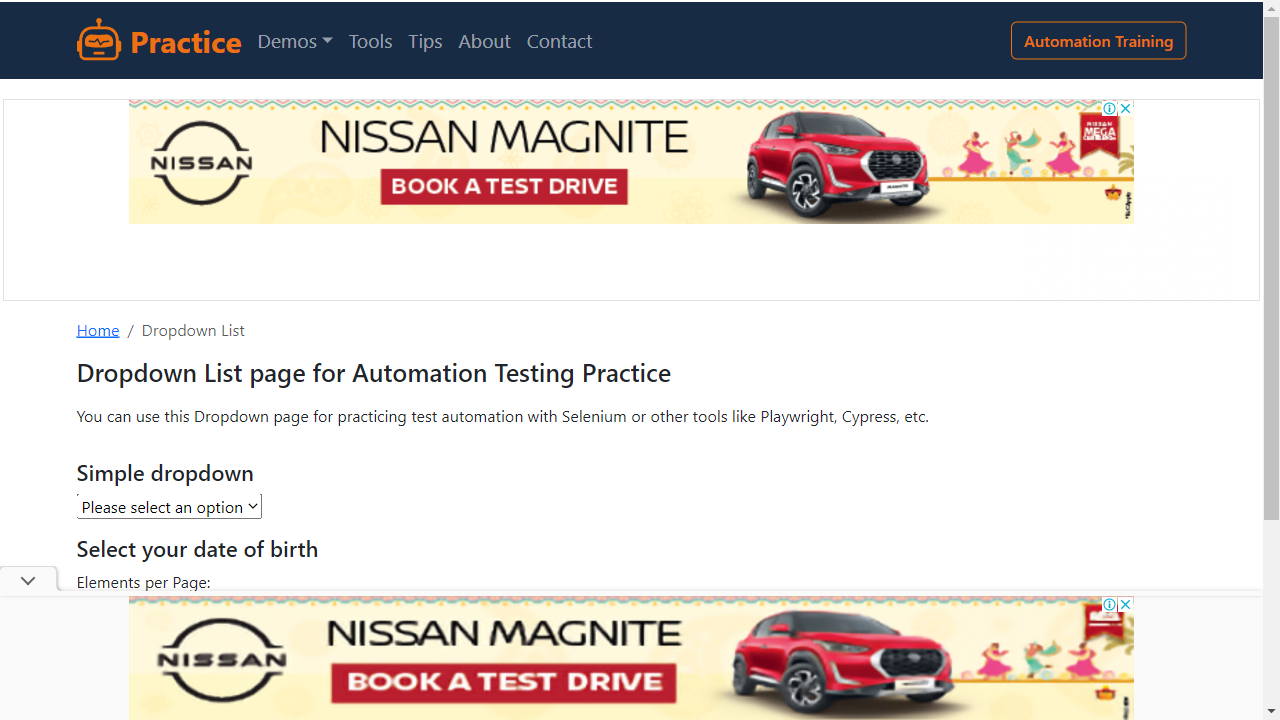 Practice
Demos
Tools
Tips
About
Contact
Automation Training
NISSAN
NISSAN MAGNITE
BOOK A TEST DRIVE
NISSAN
MEGA
Home / Dropdown List
Dropdown List page for Automation Testing Practice
You can use this Dropdown page for practicing test automation with Selenium or other tools like Playwright, Cypress, etc.
Simple dropdown
Please select an option
Select your date of birth
Elements per Page:
NISSAN
NISSAN MAGNITE
BOOK A TEST DRIVE